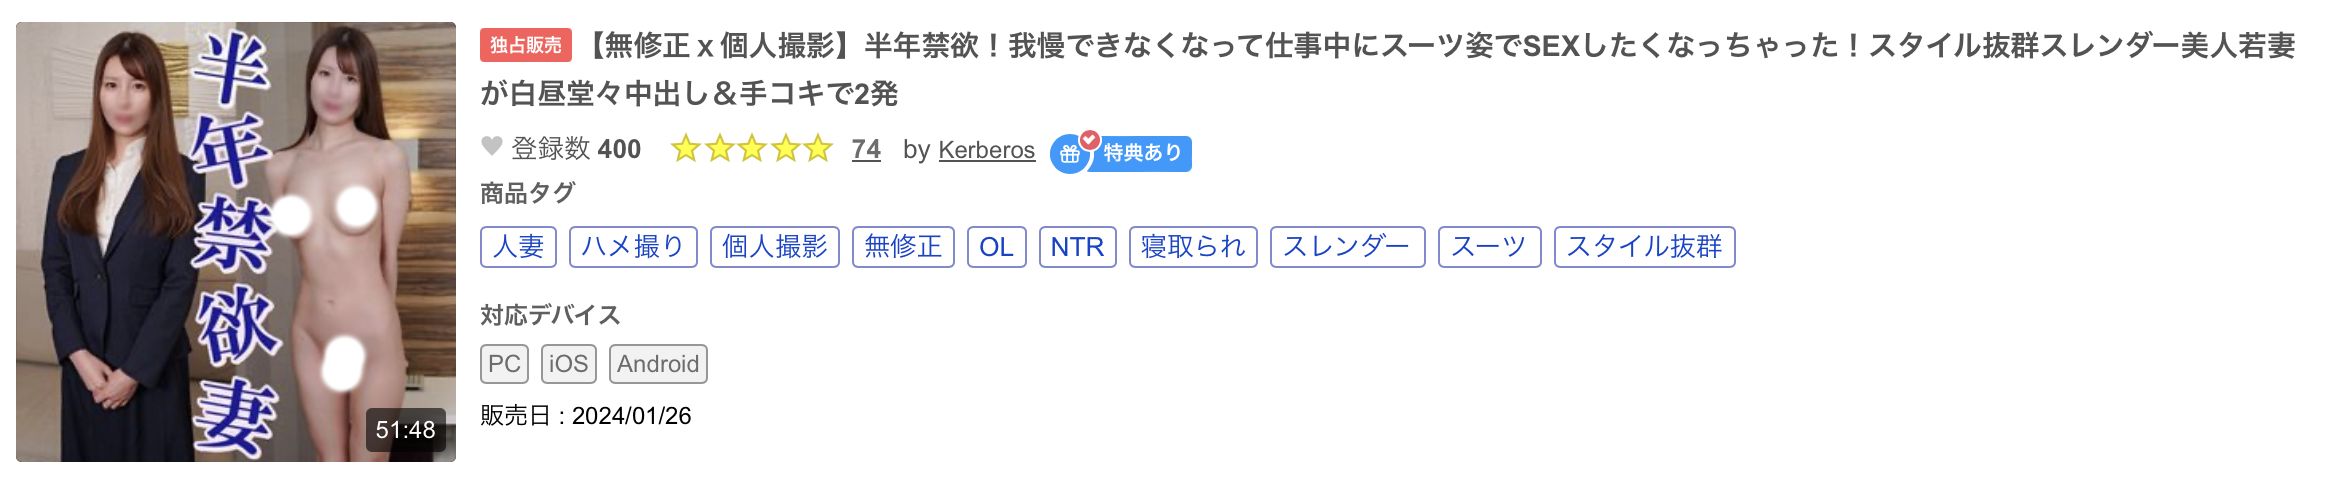 半年禁欲妻
51:48
独占販売 【無修正 x 個人撮影】半年禁欲！我慢できなくなって仕事中にスーツ姿でSEXしたくなっちゃった！スタイル抜群スレンダー美人若妻
が白昼堂々中出し＆手コキで2発
登録数 400 74 by Kerberos 特典あり
商品タグ
人妻 ハメ撮り 個人撮影 無修正 OL NTR 寝取られ スレンダー スーツ スタイル抜群
対応デバイス
PC iOS Android
販売日 : 2024/01/26